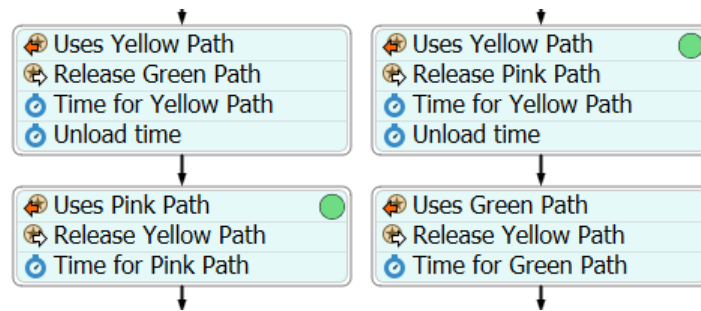 Uses Yellow Path
Release Green Path
Time for Yellow Path
Unload time
Uses Pink Path
Release Yellow Path
Time for Pink Path
Uses Yellow Path
Release Pink Path
Time for Yellow Path
Unload time
Uses Green Path
Release Yellow Path
Time for Green Path